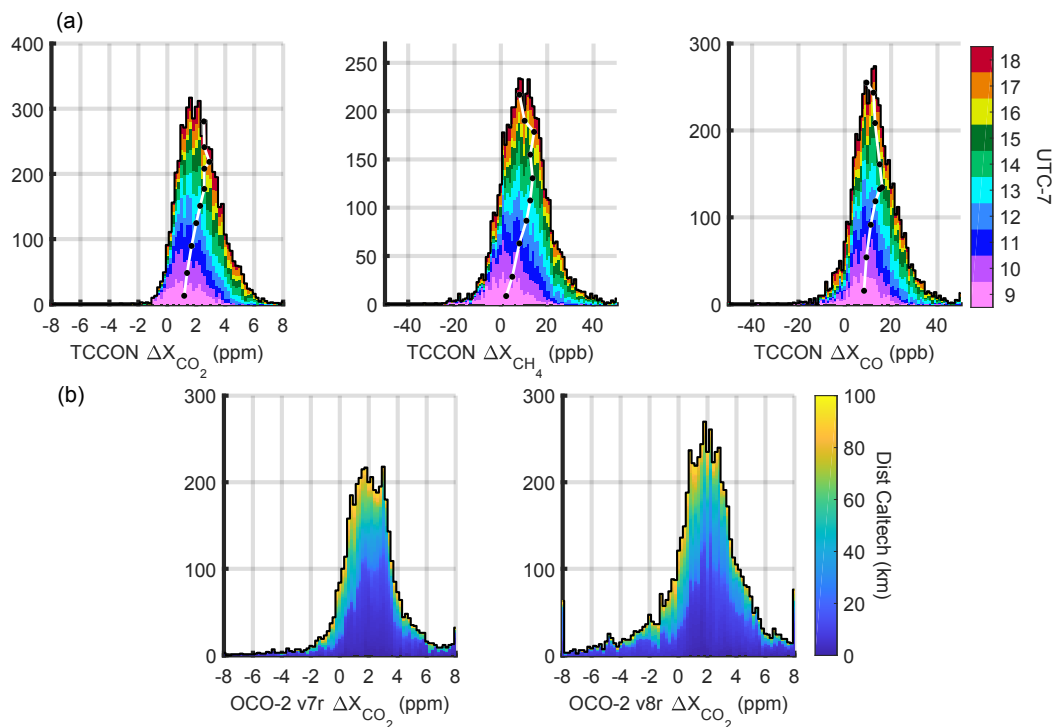 (a)
400
300
200
100
0
-8 -6 -4 -2 0 2 4 6 8
TCCON ΔX_CO₂ (ppm)
250
200
150
100
50
0
-40 -20 0 20 40
TCCON ΔX_CH₄ (ppb)
300
200
100
0
-40 -20 0 20 40
TCCON ΔX_CO (ppb)
18
17
16
15
14
13
12
11
10
9
UTC-7
(b)
300
200
100
0
-8 -6 -4 -2 0 2 4 6 8
OCO-2 v7r ΔX_CO₂ (ppm)
300
200
100
0
-8 -6 -4 -2 0 2 4 6 8
OCO-2 v8r ΔX_CO₂ (ppm)
100
80
60
40
20
0
Dist Caltech (km)